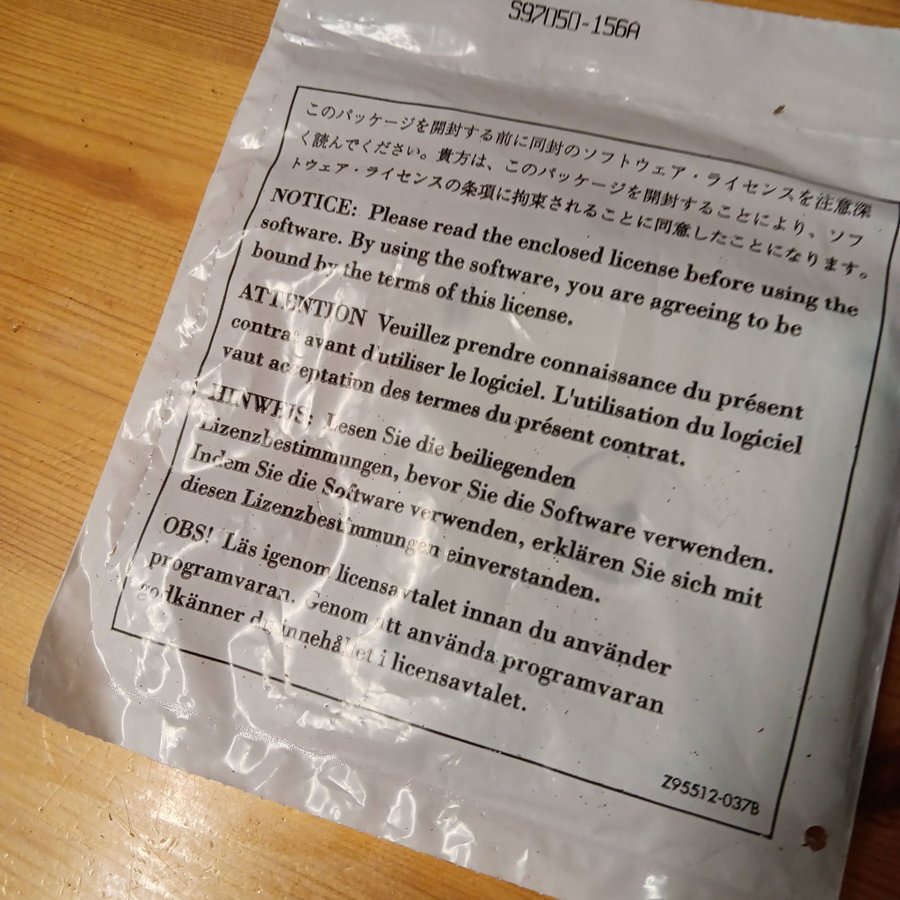 S97050-156A
このパッケージを開封する前に同封のソフトウェア・ライセンスを注意深
く読んでください。貴方は、このパッケージを開封することにより、ソフ
トウェア・ライセンスの条項に拘束されることに同意したことになります。
NOTICE: Please read the enclosed license before using the
software. By using the software, you are agreeing to be
bound by the terms of this license.
ATTENTION Veuillez prendre connaissance du présent
contrat avant d'utiliser le logiciel. L'utilisation du logiciel
vaut acceptation des termes du présent contrat.
HINWEIS: Lesen Sie die beiliegenden
Lizenzbestimmungen, bevor Sie die Software verwenden.
Indem Sie die Software verwenden, erklären Sie sich mit
diesen Lizenzbestimmungen einverstanden.
OBS! Läs igenom licensavtalet innan du använder
programvaran. Genom att använda programvaran
godkänner du innehållet i licensavtalet.
Z95512-037B